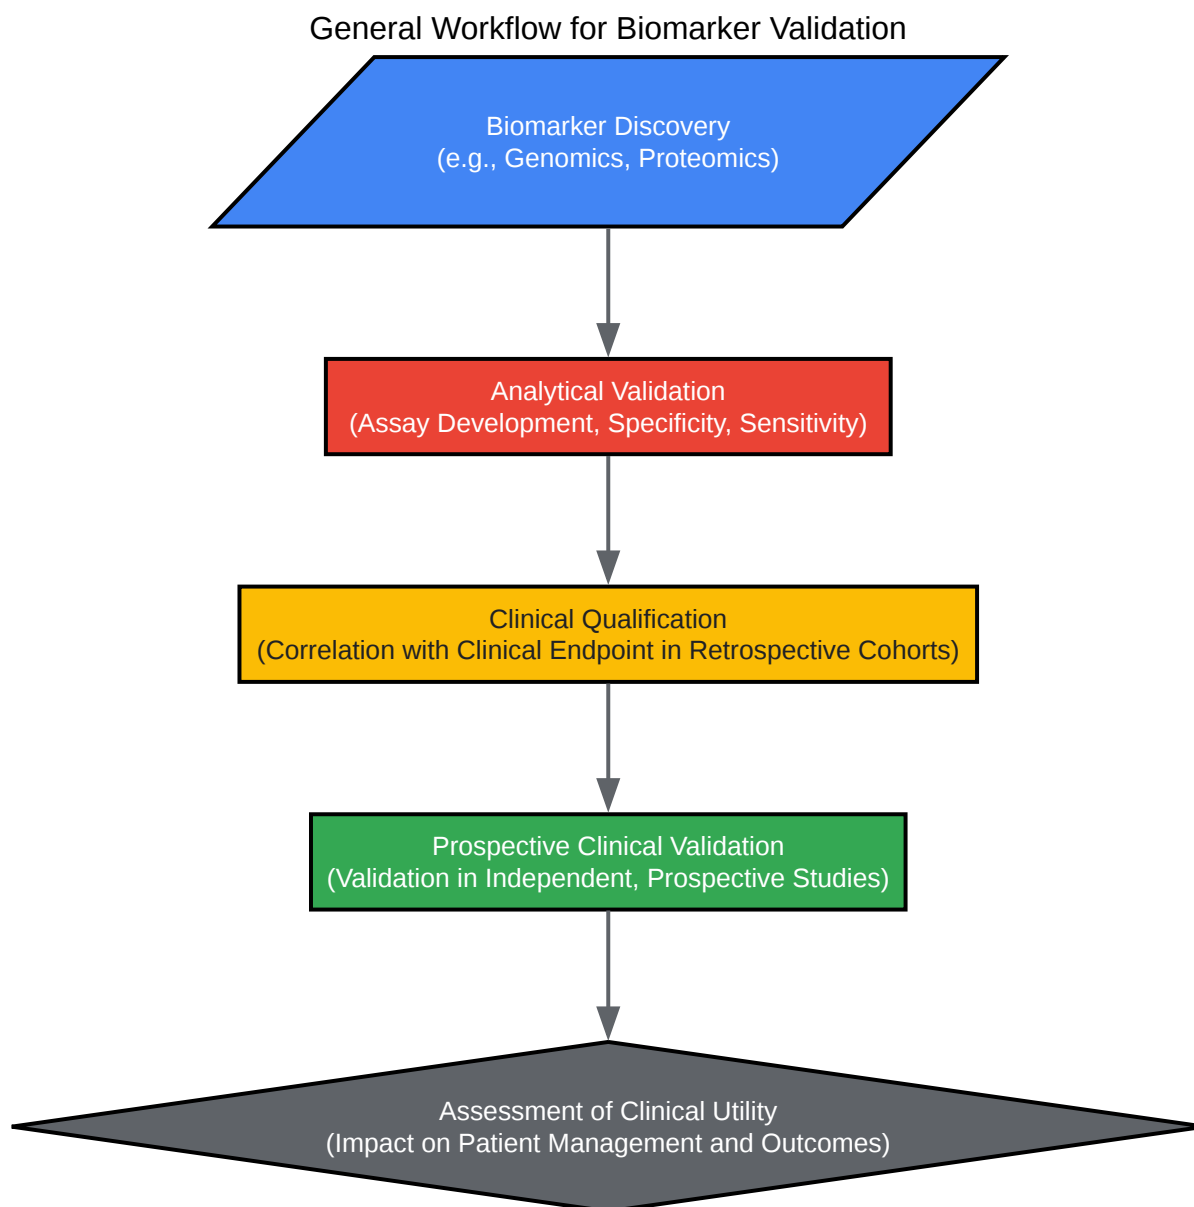 General Workflow for Biomarker Validation
Biomarker Discovery
(e.g., Genomics, Proteomics)
Analytical Validation
(Assay Development, Specificity, Sensitivity)
Clinical Qualification
(Correlation with Clinical Endpoint in Retrospective Cohorts)
Prospective Clinical Validation
(Validation in Independent, Prospective Studies)
Assessment of Clinical Utility
(Impact on Patient Management and Outcomes)